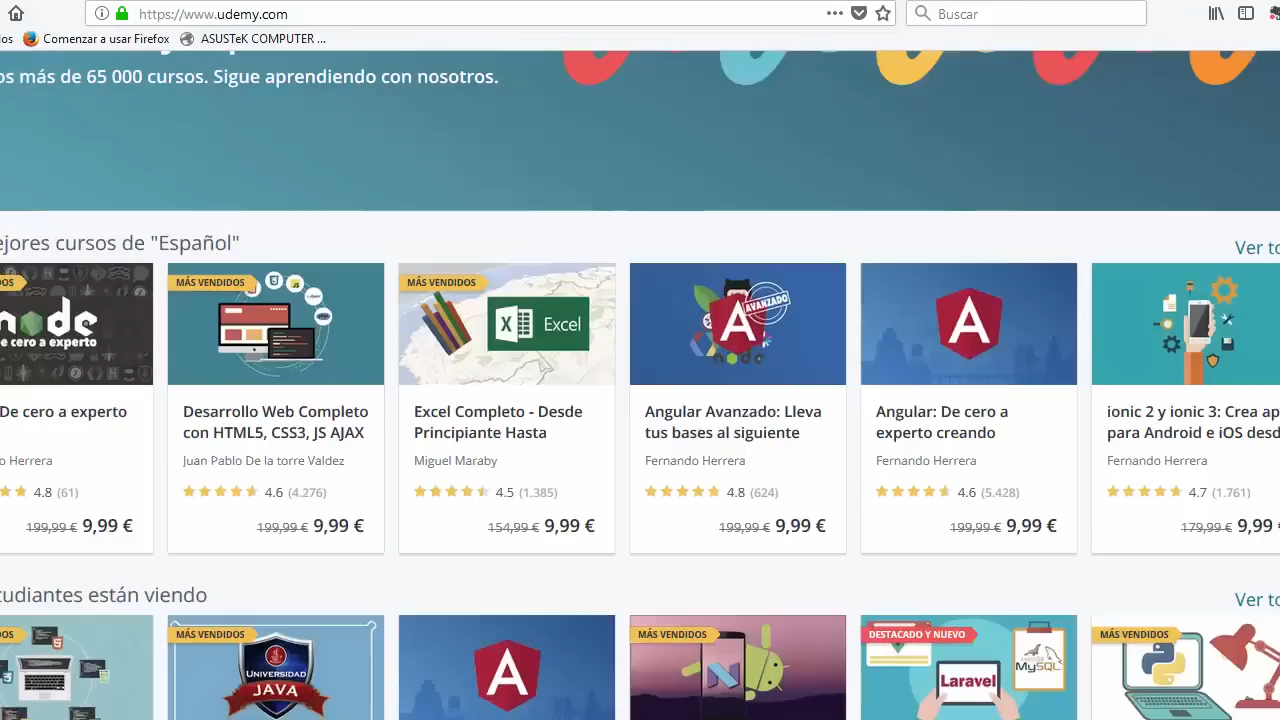 https://www.udemy.com
Buscar
los
Comenzar a usar Firefox
ASUSTeK COMPUTER ...
os más de 65 000 cursos. Sigue aprendiendo con nosotros.
ejores cursos de "Español"
Ver to
DOS
node
De cero a experto
De cero a experto
o Herrera
4.8 (61)
199,99 € 9,99 €
MÁS VENDIDOS
Desarrollo Web Completo
con HTML5, CSS3, JS AJAX
Juan Pablo De la torre Valdez
4.6 (4.276)
199,99 € 9,99 €
MÁS VENDIDOS
Excel
Excel Completo - Desde
Principiante Hasta
Miguel Maraby
4.5 (1.385)
154,99 € 9,99 €
AVANZADO
Angular Avanzado: Lleva
tus bases al siguiente
Fernando Herrera
4.8 (624)
199,99 € 9,99 €
Angular: De cero a
experto creando
Fernando Herrera
4.6 (5.428)
199,99 € 9,99 €
ionic 2 y ionic 3: Crea ap
para Android e iOS desd
Fernando Herrera
4.7 (1.761)
179,99 € 9,99
tudiantes están viendo
Ver to
DOS
MÁS VENDIDOS
UNIVERSIDAD
JAVA
MÁS VENDIDOS
DESTACADO Y NUEVO
Laravel
MySQL
MÁS VENDIDOS